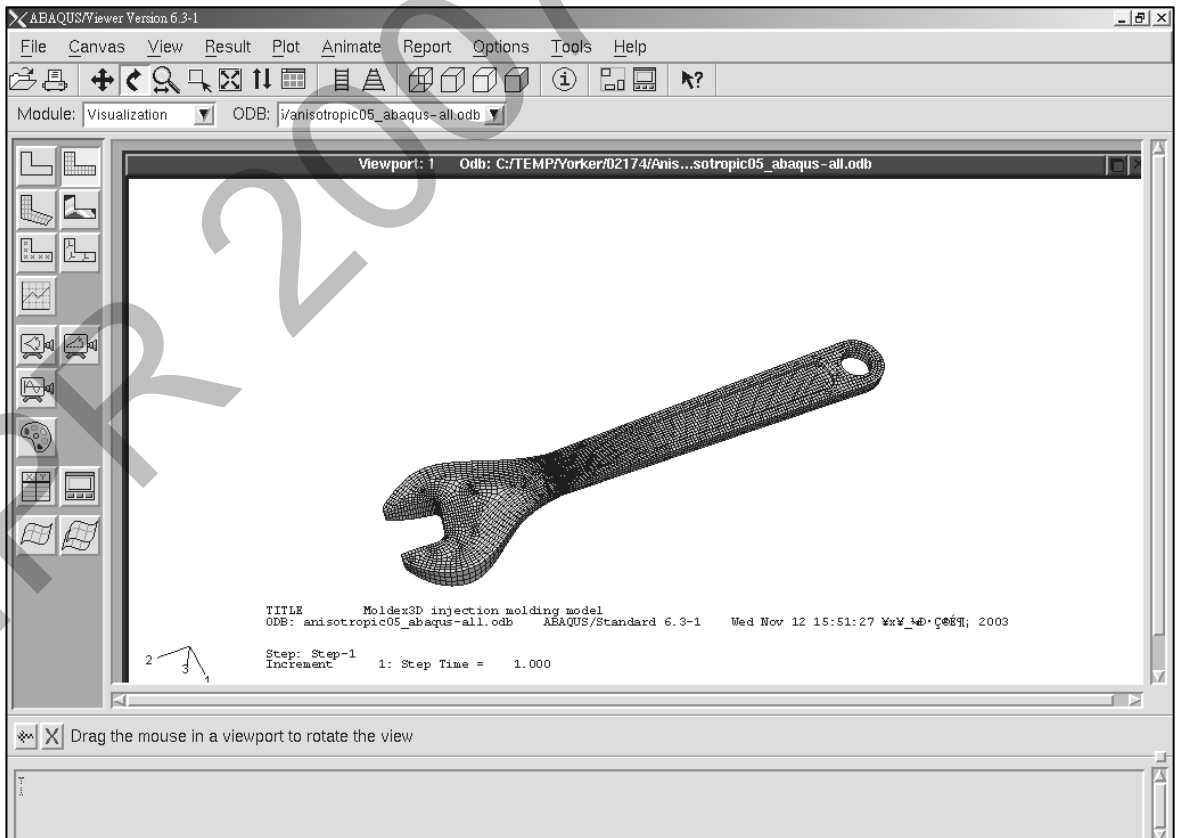 ABAQUS/Viewer Version 6.3-1
File Canvas View Result Plot Animate Report Options Tools Help
Module: Visualization ODB: i/anisotropic05_abaqus-all.odb
Viewport: 1 Odb: C:/TEMP/Yorker/02174/Anis...sotropic05_abaqus-all.odb
TITLE Moldex3D injection molding model
ODB: anisotropic05_abaqus-all.odb ABAQUS/Standard 6.3-1 Wed Nov 12 15:51:27 2003
Step: Step-1
Increment 1: Step Time = 1.000
2 3 1
Drag the mouse in a viewport to rotate the view
PR 2007